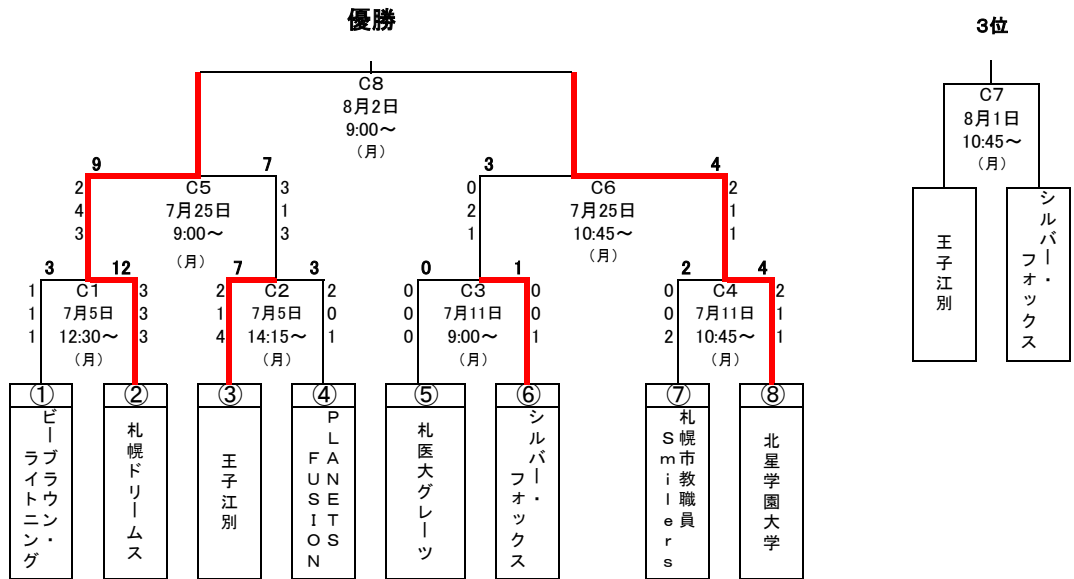 優勝
3位
C8
8月2日
9:00～
（月）
C7
8月1日
10:45～
（月）
王子江別
シルバー・フォックス
9
7
2
4
3
C5
7月25日
9:00～
（月）
3
1
3
3
4
0
2
1
C6
7月25日
10:45～
（月）
2
1
1
3
12
1
1
1
C1
7月5日
12:30～
（月）
3
3
3
7
3
2
1
4
C2
7月5日
14:15～
（月）
2
0
1
0
1
0
0
0
C3
7月11日
9:00～
（月）
0
0
1
2
4
0
0
2
C4
7月11日
10:45～
（月）
2
1
1
①
ビーブラウン・
ライトニング
②
札幌ドリームス
③
王子江別
④
PLANETS
FUSION
⑤
札医大グレーツ
⑥
シルバー・
フォックス
⑦
札幌市教職員
Smilers
⑧
北星学園大学